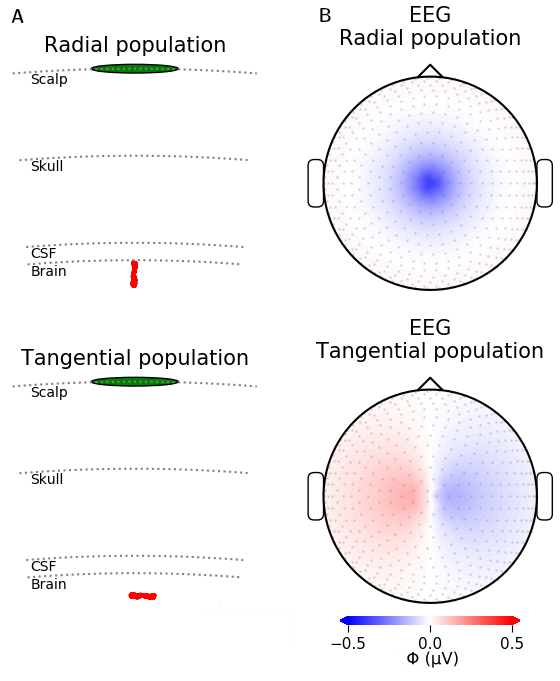 A
Radial population
Scalp
Skull
CSF
Brain
B
EEG
Radial population
Tangential population
Scalp
Skull
CSF
Brain
EEG
Tangential population
−0.5 0.0 0.5
Φ (μV)